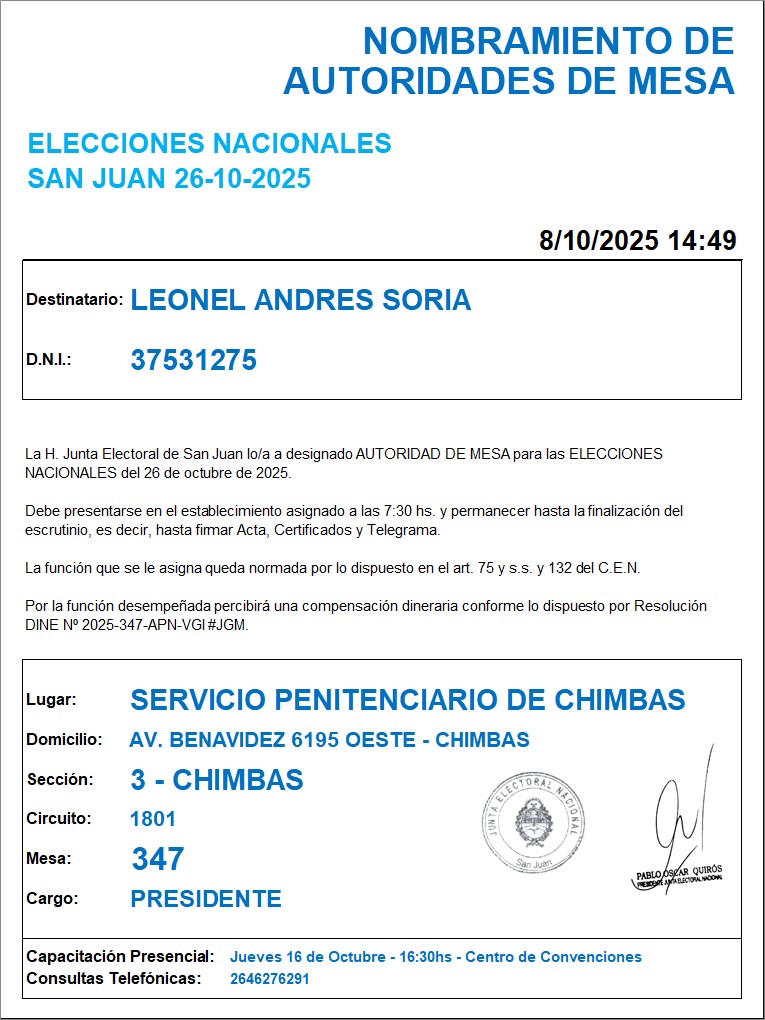 NOMBRAMIENTO DE
AUTORIDADES DE MESA
ELECCIONES NACIONALES
SAN JUAN 26-10-2025
8/10/2025 14:49
Destinatario: LEONEL ANDRES SORIA
D.N.I.: 37531275
La H. Junta Electoral de San Juan lo/a a designado AUTORIDAD DE MESA para las ELECCIONES
NACIONALES del 26 de octubre de 2025.
Debe presentarse en el establecimiento asignado a las 7:30 hs. y permanecer hasta la finalización del
escrutinio, es decir, hasta firmar Acta, Certificados y Telegrama.
La función que se le asigna queda normada por lo dispuesto en el art. 75 y s.s. y 132 del C.E.N.
Por la función desempeñada percibirá una compensación dineraria conforme lo dispuesto por Resolución
DINE Nº 2025-347-APN-VGI#JGM.
Lugar: SERVICIO PENITENCIARIO DE CHIMBAS
Domicilio: AV. BENAVIDEZ 6195 OESTE - CHIMBAS
Sección: 3 - CHIMBAS
Circuito: 1801
Mesa: 347
Cargo: PRESIDENTE
JUNTA ELECTORAL NACIONAL
San Juan
PABLO OSCAR QUIRÓS
PRESIDENTE JUNTA ELECTORAL NACIONAL
Capacitación Presencial: Jueves 16 de Octubre - 16:30hs - Centro de Convenciones
Consultas Telefónicas: 2646276291